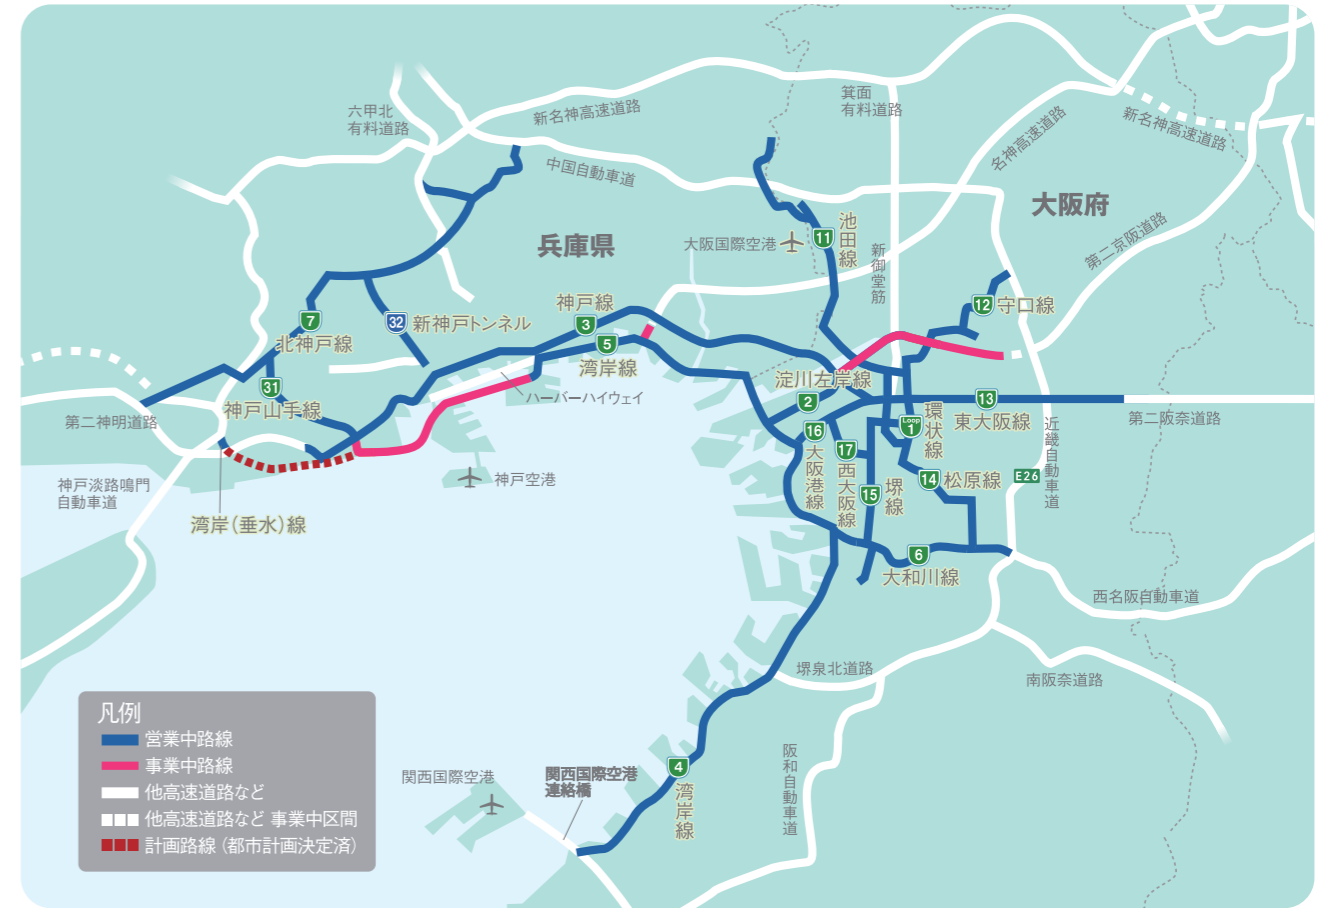 六甲北
有料道路
新名神高速道路
中国自動車道
箕面
有料道路
名神高速道路
新名神高速道路
大阪府
兵庫県
大阪国際空港
11
池田線
新御堂筋
第二京阪道路
12
守口線
7
北神戸線
32
新神戸トンネル
神戸線
3
5
湾岸線
ハーバーハイウェイ
31
神戸山手線
第二神明道路
神戸淡路鳴門
自動車道
湾岸(垂水)線
神戸空港
淀川左岸線
2
16
大阪港線
17
西大阪線
15
堺線
Loop
1
環状線
13
東大阪線
14
松原線
E26
近畿自動車道
第二阪奈道路
6
大和川線
西名阪自動車道
堺泉北道路
南阪奈道路
阪和自動車道
4
湾岸線
関西国際空港
関西国際空港
連絡橋
凡例
営業中路線
事業中路線
他高速道路など
他高速道路など 事業中区間
計画路線(都市計画決定済)